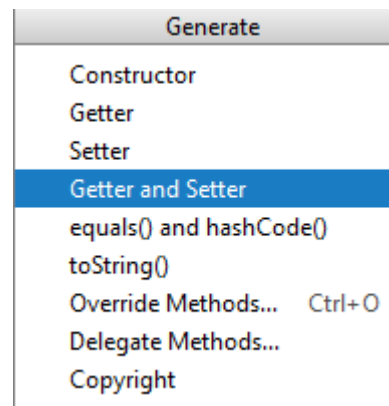 Generate
Constructor
Getter
Setter
Getter and Setter
equals() and hashCode()
toString()
Override Methods... Ctrl+O
Delegate Methods...
Copyright